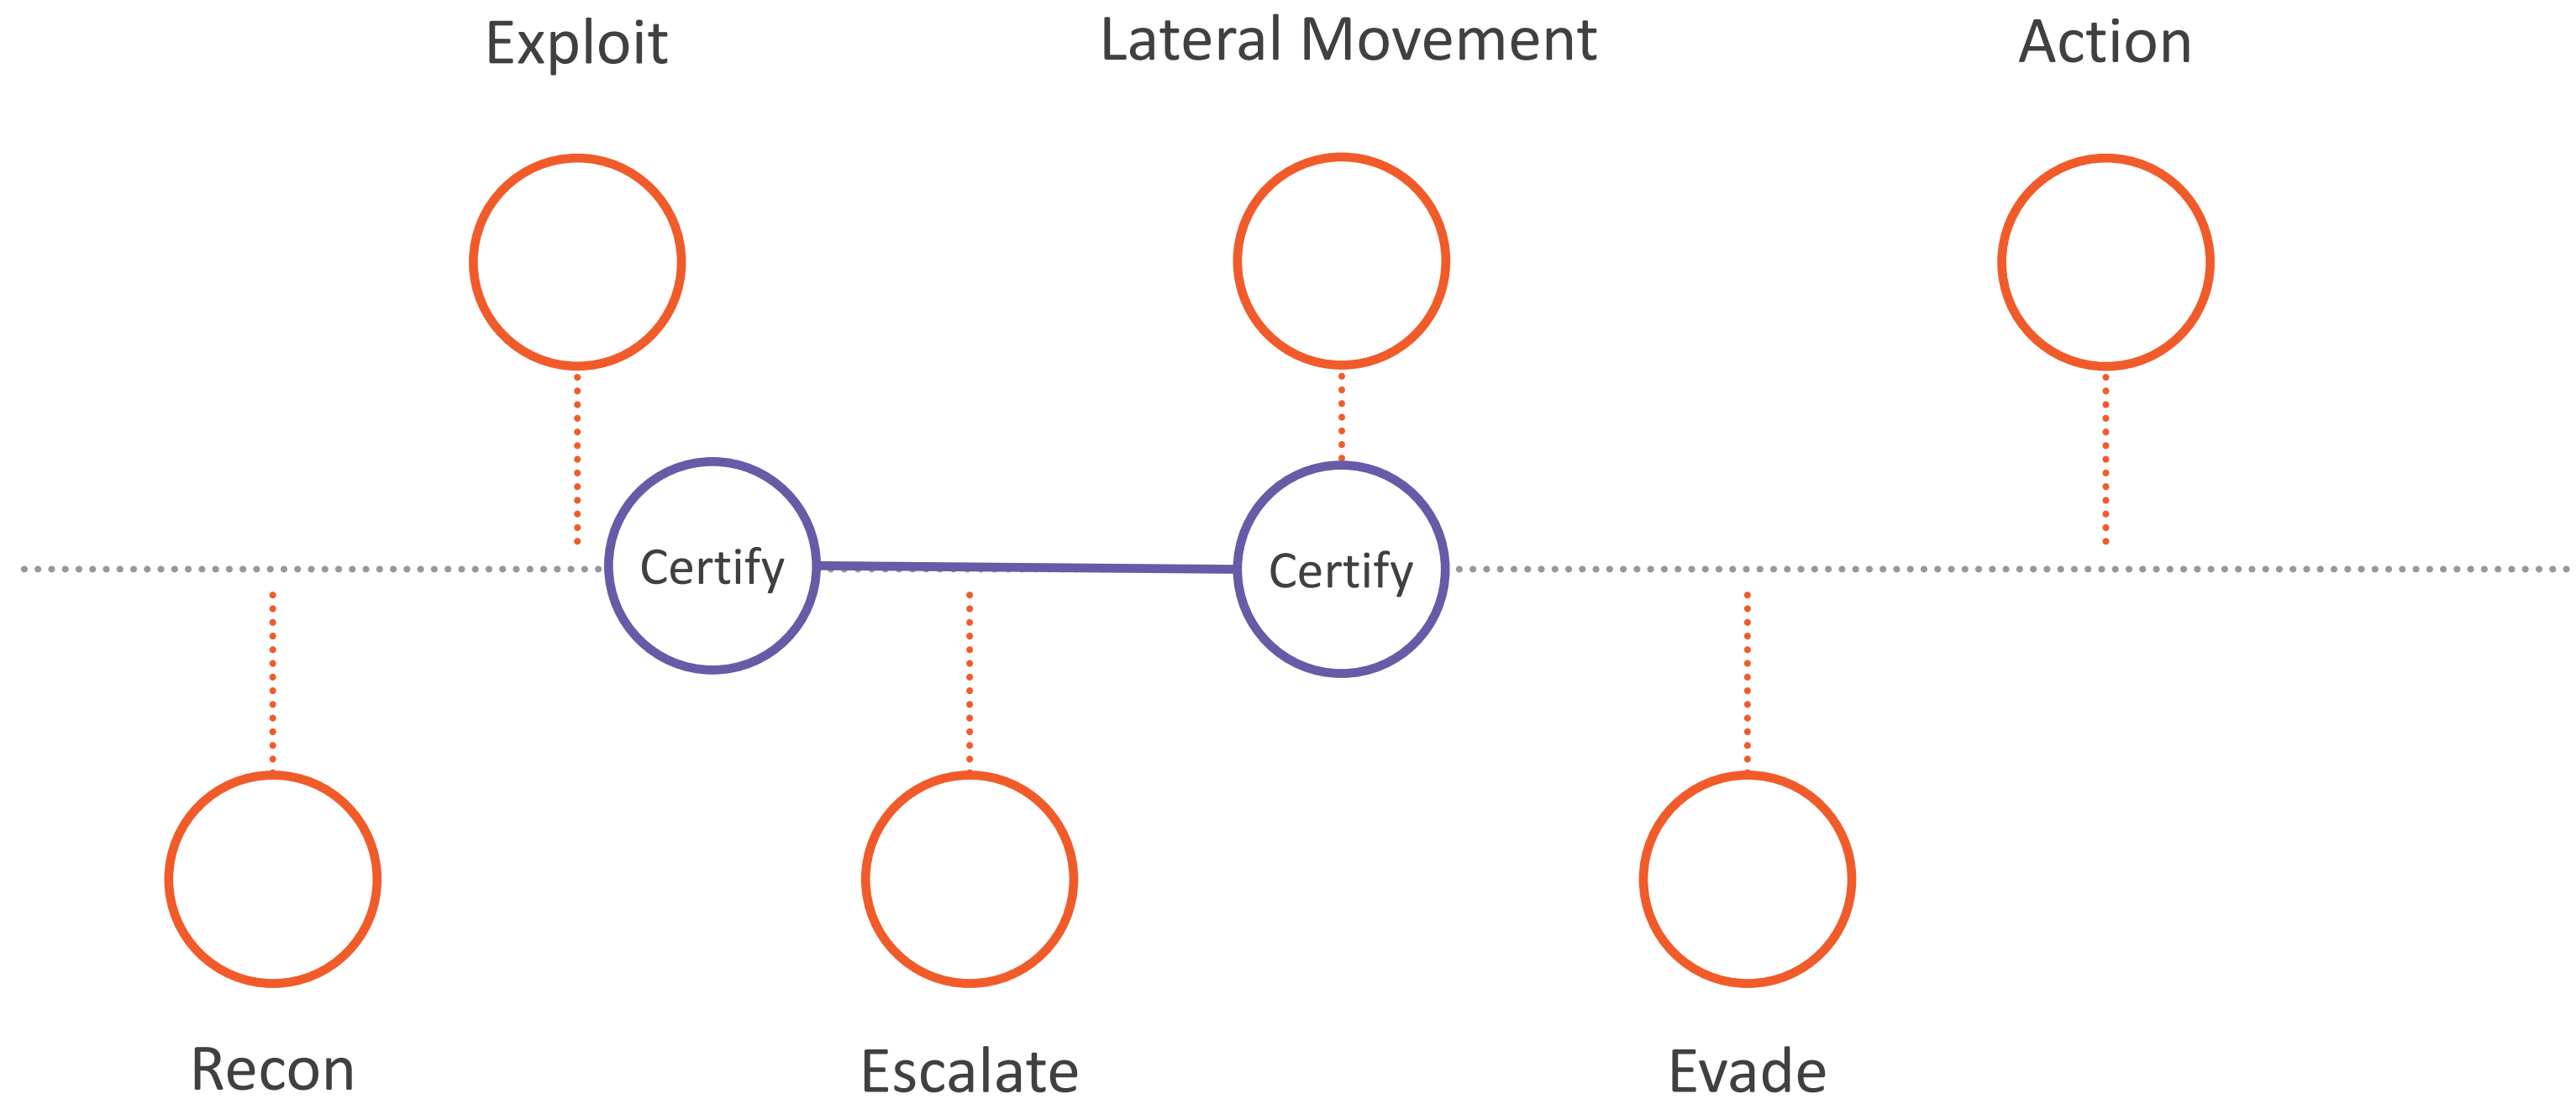 Exploit
Lateral Movement
Action
Certify
Certify
Recon
Escalate
Evade